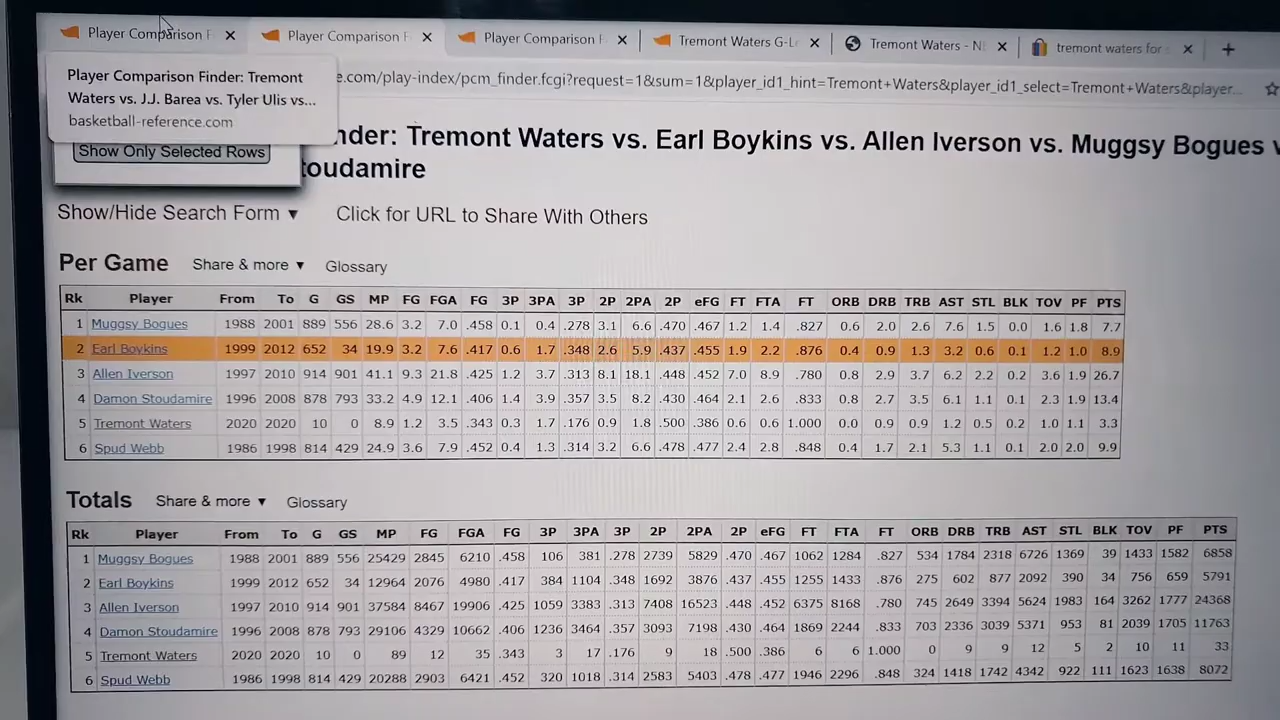 Player Comparison F × Player Comparison F × Player Comparison F × Tremont Waters G-L × Tremont Waters - N × tremont waters for × +
Player Comparison Finder: Tremont
Waters vs. J.J. Barea vs. Tyler Ulis vs...
basketball-reference.com
e.com/play-index/pcm_finder.fcgi?request=1&sum=1&player_id1_hint=Tremont+Waters&player_id1_select=Tremont+Waters&player...
nder: Tremont Waters vs. Earl Boykins vs. Allen Iverson vs. Muggsy Bogues v
Show Only Selected Rows
toudamire
Show/Hide Search Form ▼ Click for URL to Share With Others
Per Game Share & more ▼ Glossary
Rk Player From To G GS MP FG FGA FG 3P 3PA 3P 2P 2PA 2P eFG FT FTA FT ORB DRB TRB AST STL BLK TOV PF PTS
1 Muggsy Bogues 1988 2001 889 556 28.6 3.2 7.0 .458 0.1 0.4 .278 3.1 6.6 .470 .467 1.2 1.4 .827 0.6 2.0 2.6 7.6 1.5 0.0 1.6 1.8 7.7
2 Earl Boykins 1999 2012 652 34 19.9 3.2 7.6 .417 0.6 1.7 .348 2.6 5.9 .437 .455 1.9 2.2 .876 0.4 0.9 1.3 3.2 0.6 0.1 1.2 1.0 8.9
3 Allen Iverson 1997 2010 914 901 41.1 9.3 21.8 .425 1.2 3.7 .313 8.1 18.1 .448 .452 7.0 8.9 .780 0.8 2.9 3.7 6.2 2.2 0.2 3.6 1.9 26.7
4 Damon Stoudamire 1996 2008 878 793 33.2 4.9 12.1 .406 1.4 3.9 .357 3.5 8.2 .430 .464 2.1 2.6 .833 0.8 2.7 3.5 6.1 1.1 0.1 2.3 1.9 13.4
5 Tremont Waters 2020 2020 10 0 8.9 1.2 3.5 .343 0.3 1.7 .176 0.9 1.8 .500 .386 0.6 0.6 1.000 0.0 0.9 0.9 1.2 0.5 0.2 1.0 1.1 3.3
6 Spud Webb 1986 1998 814 429 24.9 3.6 7.9 .452 0.4 1.3 .314 3.2 6.6 .478 .477 2.4 2.8 .848 0.4 1.7 2.1 5.3 1.1 0.1 2.0 2.0 9.9
Totals Share & more ▼ Glossary
Rk Player From To G GS MP FG FGA FG 3P 3PA 3P 2P 2PA 2P eFG FT FTA FT ORB DRB TRB AST STL BLK TOV PF PTS
1 Muggsy Bogues 1988 2001 889 556 25429 2845 6210 .458 106 381 .278 2739 5829 .470 .467 1062 1284 .827 534 1784 2318 6726 1369 39 1433 1582 6858
2 Earl Boykins 1999 2012 652 34 12964 2076 4980 .417 384 1104 .348 1692 3876 .437 .455 1255 1433 .876 275 602 877 2092 390 34 756 659 5791
3 Allen Iverson 1997 2010 914 901 37584 8467 19906 .425 1059 3383 .313 7408 16523 .448 .452 6375 8168 .780 745 2649 3394 5624 1983 164 3262 1777 24368
4 Damon Stoudamire 1996 2008 878 793 29106 4329 10662 .406 1236 3464 .357 3093 7198 .430 .464 1869 2244 .833 703 2336 3039 5371 953 81 2039 1705 11763
5 Tremont Waters 2020 2020 10 0 89 12 35 .343 3 17 .176 9 18 .500 .386 6 6 1.000 0 9 9 12 5 2 10 11 33
6 Spud Webb 1986 1998 814 429 20288 2903 6421 .452 320 1018 .314 2583 5403 .478 .477 1946 2296 .848 324 1418 1742 4342 922 111 1623 1638 8072